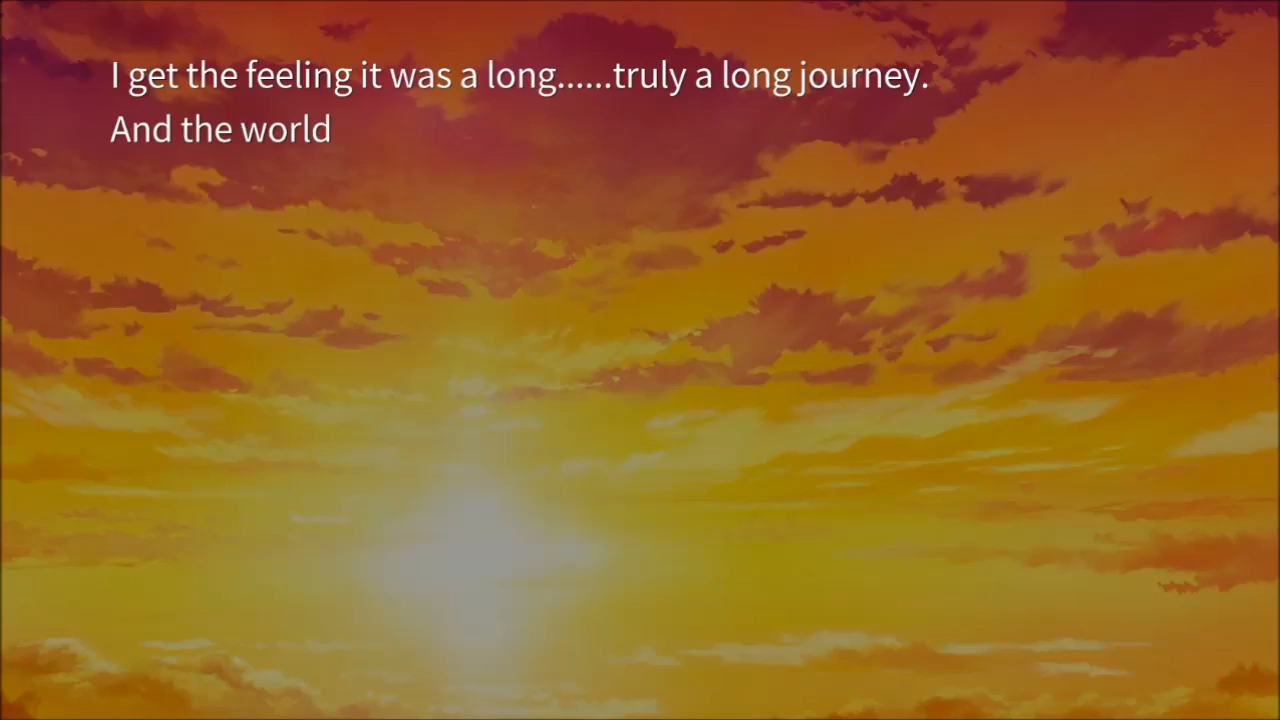 I get the feeling it was a long......truly a long journey.
And the world